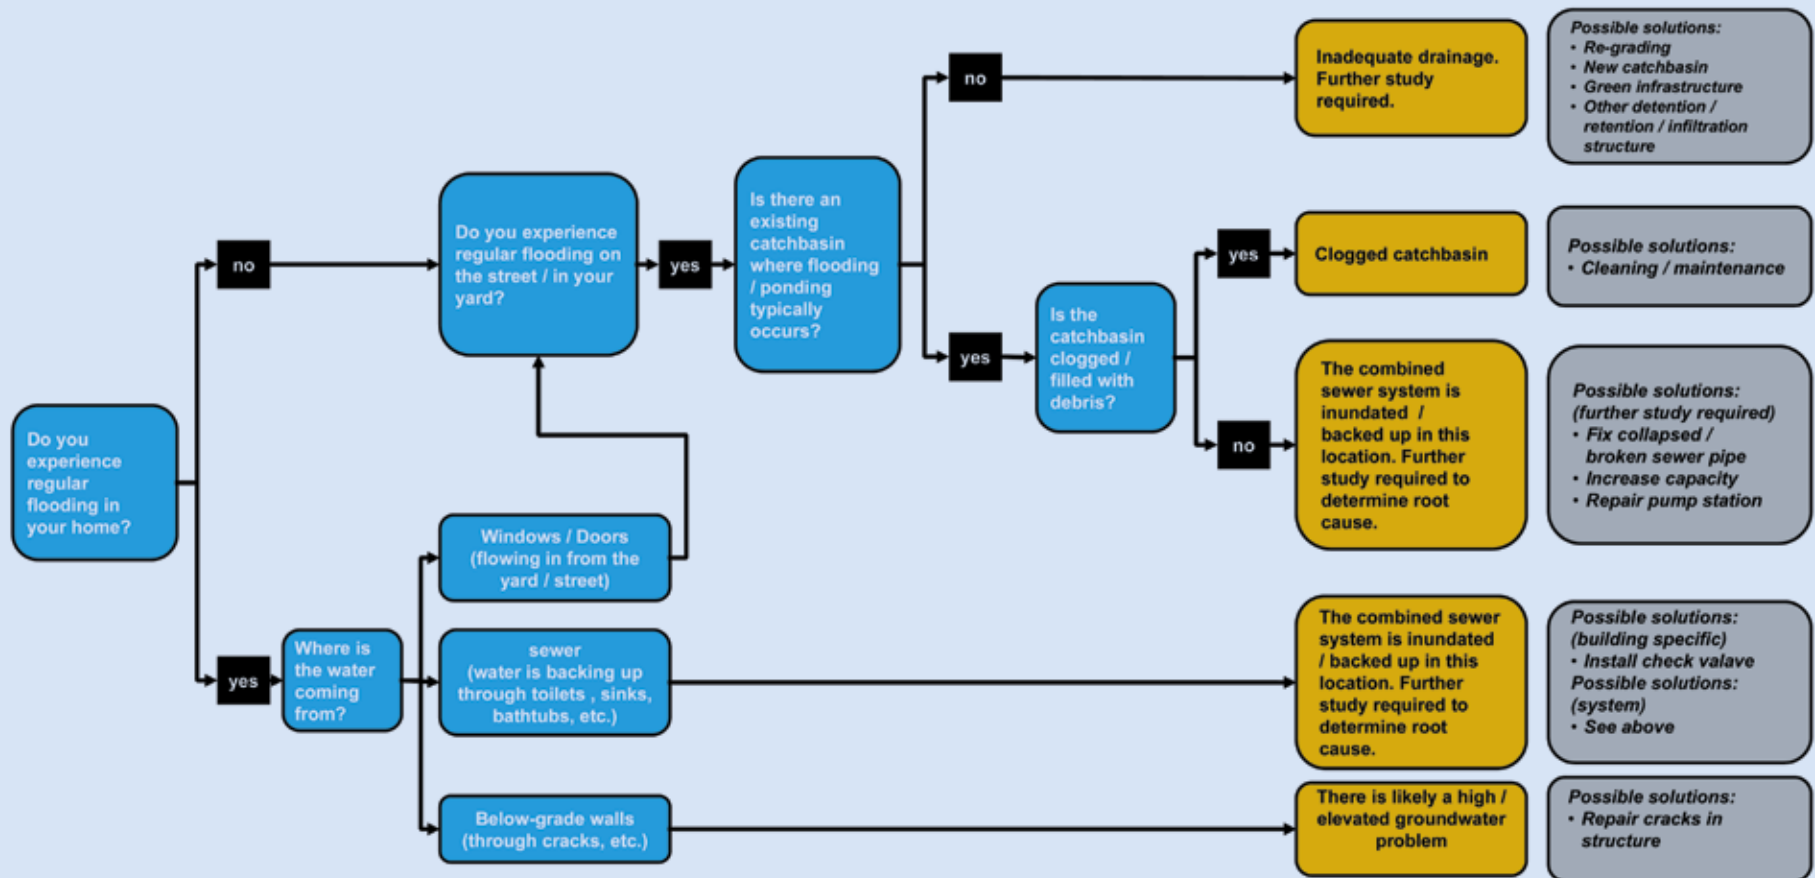 Do you
experience
regular
flooding in
your home?
no
yes
Where is
the water
coming
from?
Do you experience
regular flooding on
the street / in your
yard?
Windows / Doors
(flowing in from the
yard / street)
sewer
(water is backing up
through toilets , sinks,
bathtubs, etc.)
Below-grade walls
(through cracks, etc.)
yes
Is there an
existing
catchbasin
where flooding
/ ponding
typically
occurs?
no
yes
Is the
catchbasin
clogged /
filled with
debris?
yes
no
Inadequate drainage.
Further study
required.
Possible solutions:
• Re-grading
• New catchbasin
• Green infrastructure
• Other detention /
retention / infiltration
structure
Clogged catchbasin
Possible solutions:
• Cleaning / maintenance
The combined
sewer system is
inundated /
backed up in this
location. Further
study required to
determine root
cause.
Possible solutions:
(further study required)
• Fix collapsed /
broken sewer pipe
• Increase capacity
• Repair pump station
The combined sewer
system is inundated
/ backed up in this
location. Further
study required to
determine root
cause.
Possible solutions:
(building specific)
• Install check valave
Possible solutions:
(system)
• See above
There is likely a high /
elevated groundwater
problem
Possible solutions:
• Repair cracks in
structure